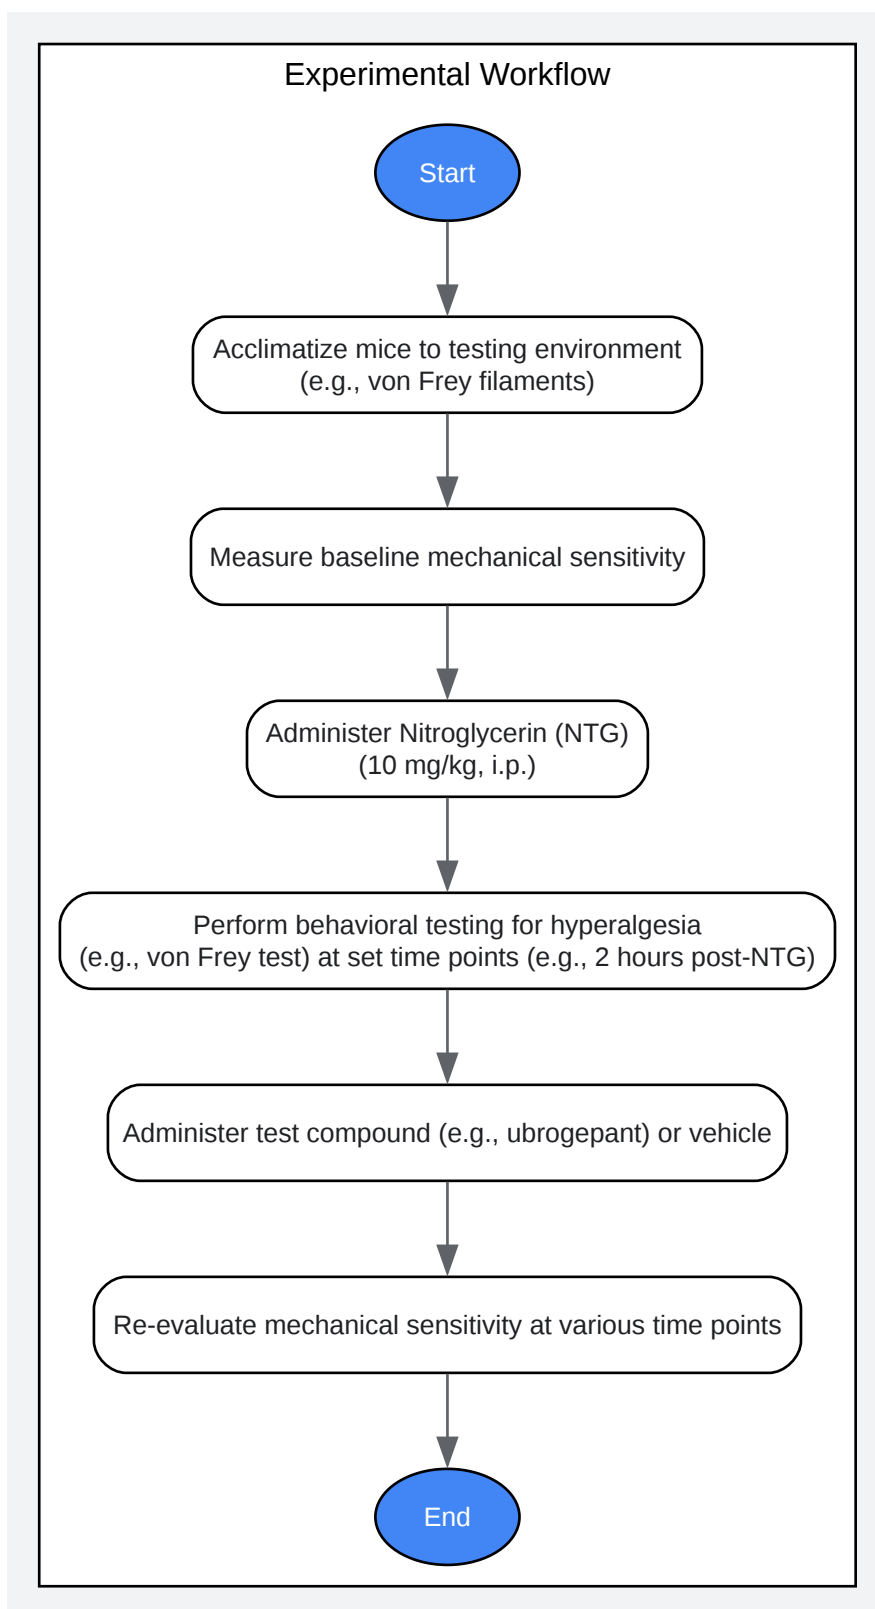 Experimental Workflow
Start
Acclimatize mice to testing environment
(e.g., von Frey filaments)
Measure baseline mechanical sensitivity
Administer Nitroglycerin (NTG)
(10 mg/kg, i.p.)
Perform behavioral testing for hyperalgesia
(e.g., von Frey test) at set time points (e.g., 2 hours post-NTG)
Administer test compound (e.g., ubrogepant) or vehicle
Re-evaluate mechanical sensitivity at various time points
End